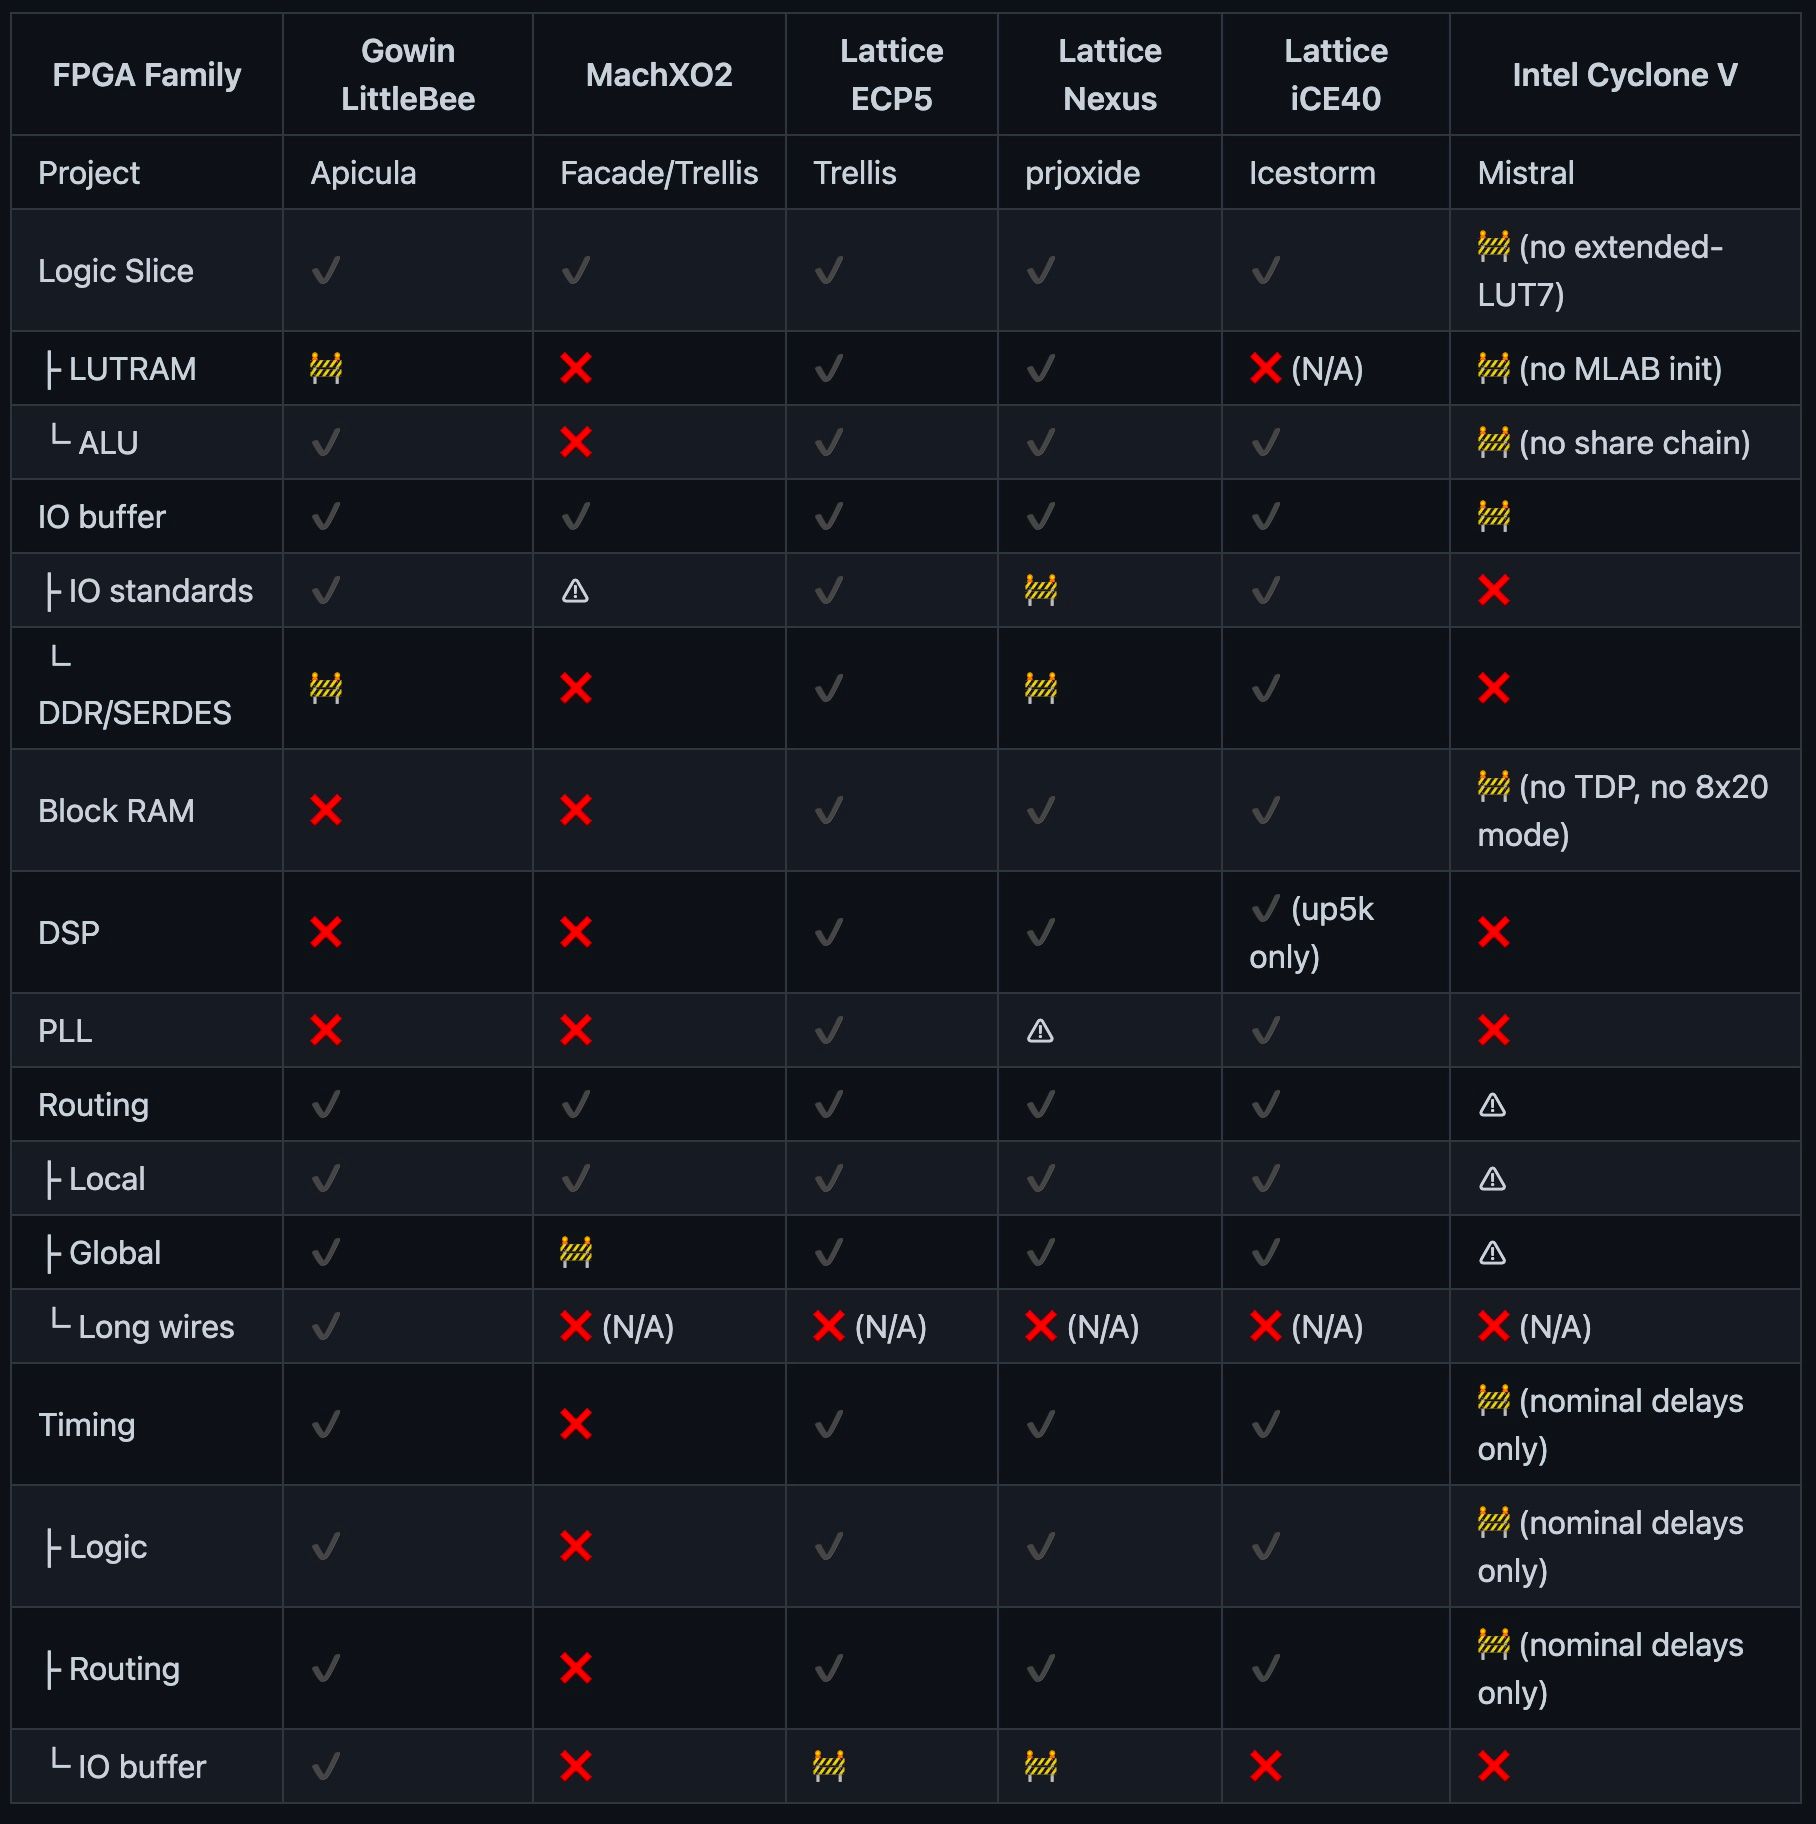 FPGA Family
Gowin
LittleBee
MachXO2
Lattice
ECP5
Lattice
Nexus
Lattice
iCE40
Intel Cyclone V
Project
Apicula
Facade/Trellis
Trellis
prjoxide
Icestorm
Mistral
Logic Slice
✔
✔
✔
✔
✔
🚧 (no extended-
LUT7)
├ LUTRAM
🚧
❌
✔
✔
❌ (N/A)
🚧 (no MLAB init)
└ ALU
✔
❌
✔
✔
✔
🚧 (no share chain)
IO buffer
✔
✔
✔
✔
✔
🚧
├ IO standards
✔
⚠
✔
🚧
✔
❌
└
DDR/SERDES
🚧
❌
✔
🚧
✔
❌
Block RAM
❌
❌
✔
✔
✔
🚧 (no TDP, no 8x20
mode)
DSP
❌
❌
✔
✔
✔ (up5k
only)
❌
PLL
❌
❌
✔
⚠
✔
❌
Routing
✔
✔
✔
✔
✔
⚠
├ Local
✔
✔
✔
✔
✔
⚠
├ Global
✔
🚧
✔
✔
✔
⚠
└ Long wires
✔
❌ (N/A)
❌ (N/A)
❌ (N/A)
❌ (N/A)
❌ (N/A)
Timing
✔
❌
✔
✔
✔
🚧 (nominal delays
only)
├ Logic
✔
❌
✔
✔
✔
🚧 (nominal delays
only)
├ Routing
✔
❌
✔
✔
✔
🚧 (nominal delays
only)
└ IO buffer
✔
❌
🚧
🚧
❌
❌